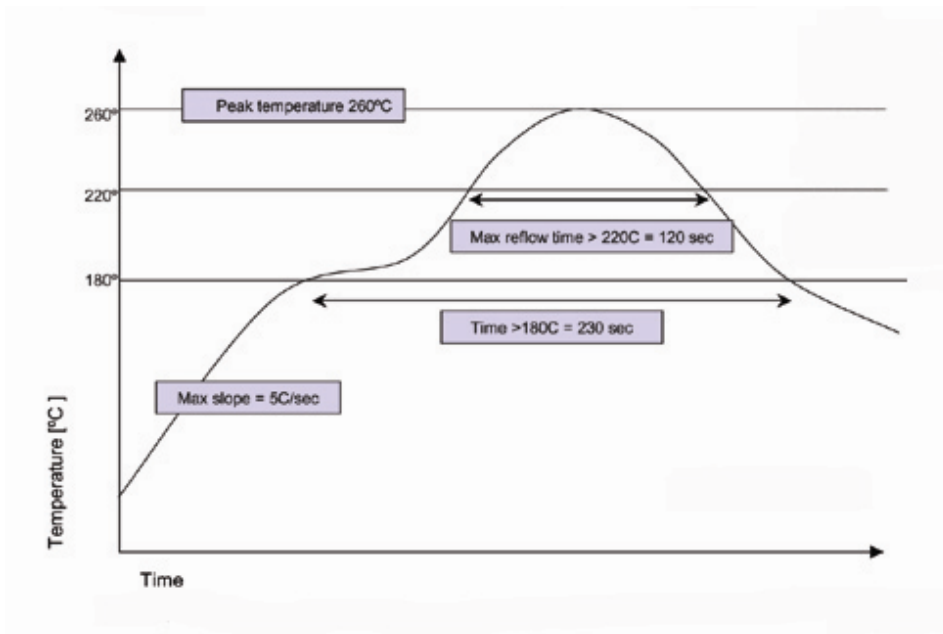 Peak temperature 260ºC
260º
220º
Max reflow time > 220C = 120 sec
180º
Time >180C = 230 sec
Max slope = 5C/sec
Temperature [ºC ]
Time